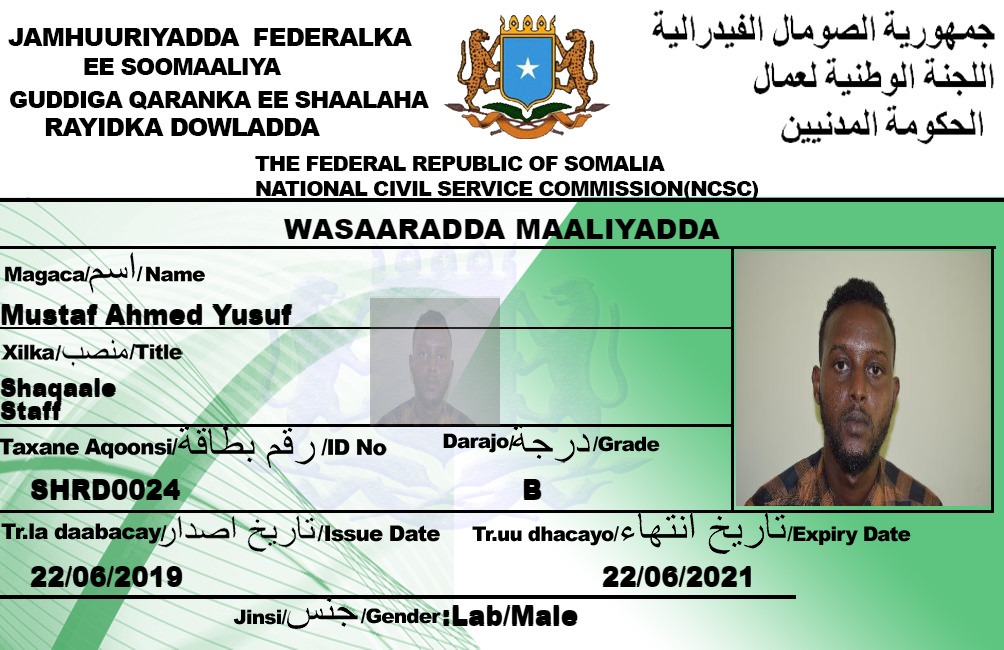 JAMHUURIYADDA FEDERALKA
EE SOOMAALIYA
GUDDIGA QARANKA EE SHAALAHA
RAYIDKA DOWLADDA
جمهورية الصومال الفيدرالية
اللجنة الوطنية لعمال
الحكومة المدنيين
THE FEDERAL REPUBLIC OF SOMALIA
NATIONAL CIVIL SERVICE COMMISSION(NCSC)
WASAARADDA MAALIYADDA
Magaca/اسم/Name
Mustaf Ahmed Yusuf
Xilka/منصب/Title
Shaqaale
Staff
Taxane Aqoonsi/رقم بطاقة/ID No
Darajo/درجة/Grade
SHRD0024
B
Tr.la daabacay/تاريخ اصدار/Issue Date
Tr.uu dhacayo/تاريخ انتهاء/Expiry Date
22/06/2019
22/06/2021
Jinsi/جنس/Gender:Lab/Male